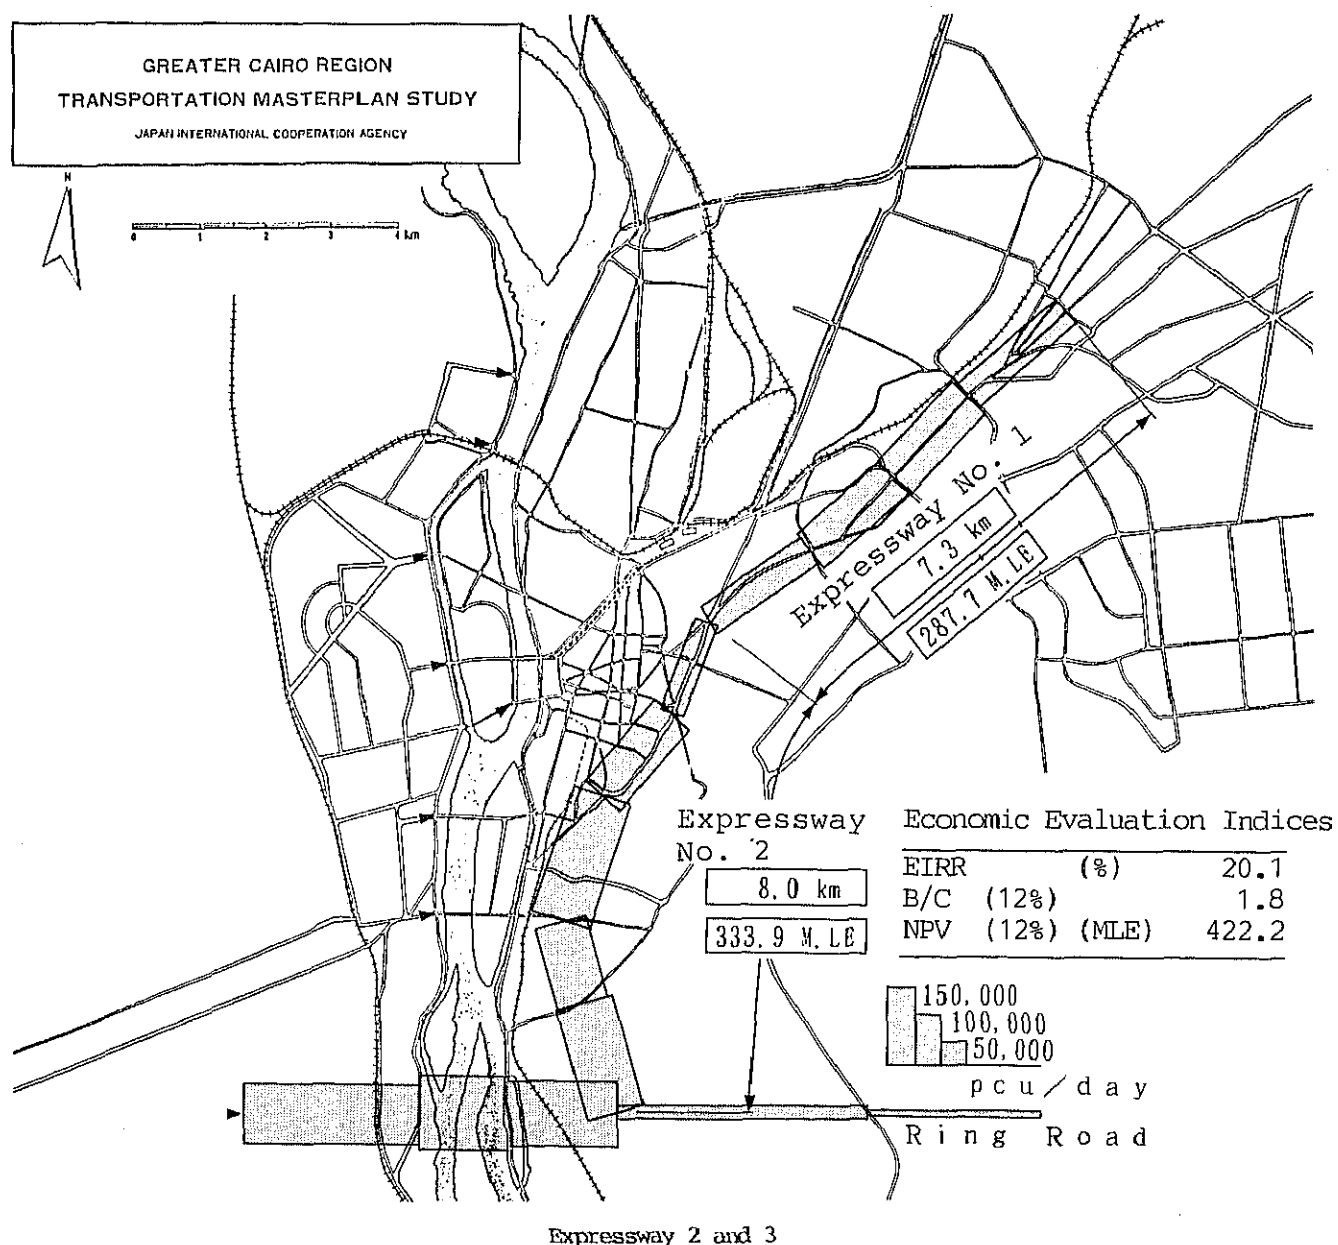 GREATER CAIRO REGION
TRANSPORTATION MASTERPLAN STUDY
JAPAN INTERNATIONAL COOPERATION AGENCY
N
0 1 2 3 4 km
Expressway No. 1
7.3 km
287.7 M.LE
Expressway
No. 2
8.0 km
333.9 M.LE
Economic Evaluation Indices
EIRR (%) 20.1
B/C (12%) 1.8
NPV (12%) (MLE) 422.2
150,000
100,000
50,000
pcu/day
Ring Road
Expressway 2 and 3